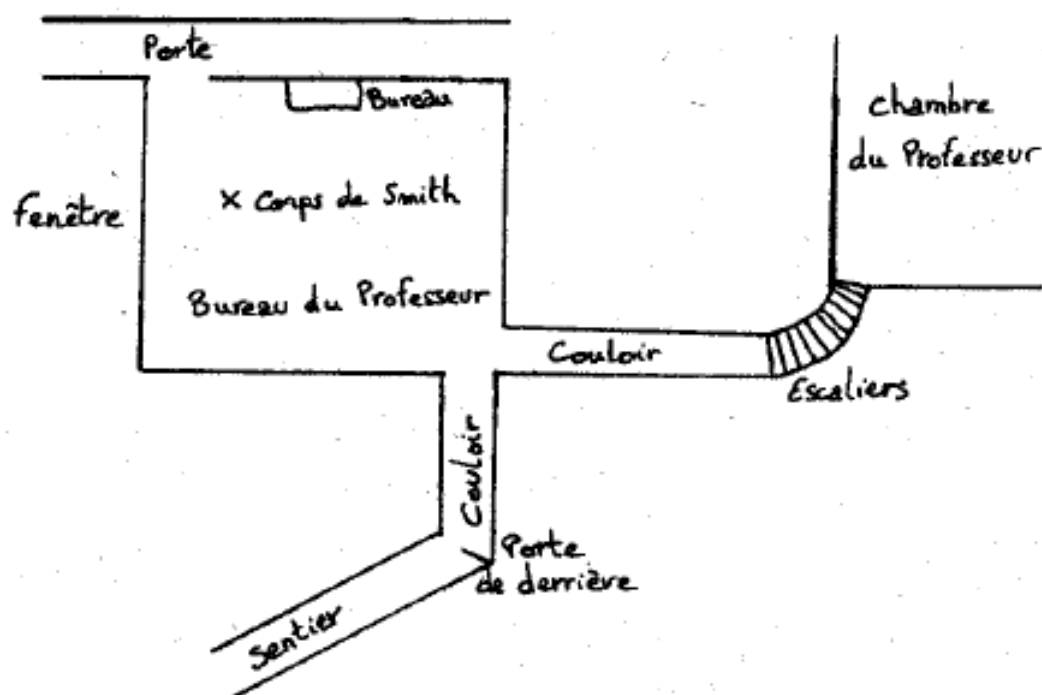 Porte
Bureau
Chambre
du Professeur
fenêtre
x Corps de Smith
Bureau du Professeur
Couloir
Escaliers
Couloir
Porte
de derrière
Sentier